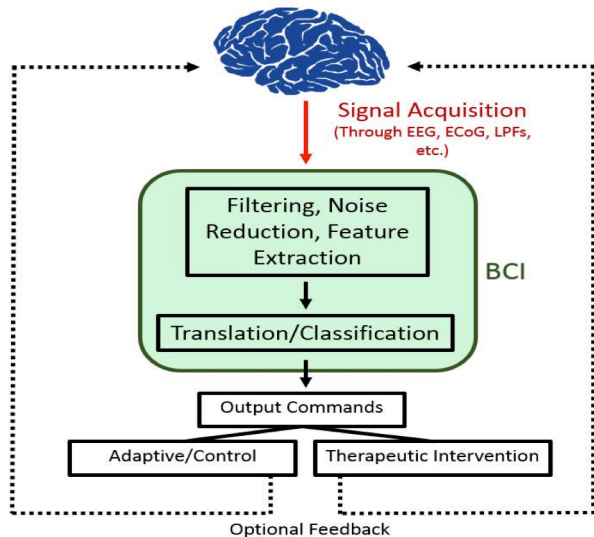 Signal Acquisition
(Through EEG, ECoG, LPFs,
etc.)
Filtering, Noise
Reduction, Feature
Extraction
BCI
Translation/Classification
Output Commands
Adaptive/Control
Therapeutic Intervention
Optional Feedback